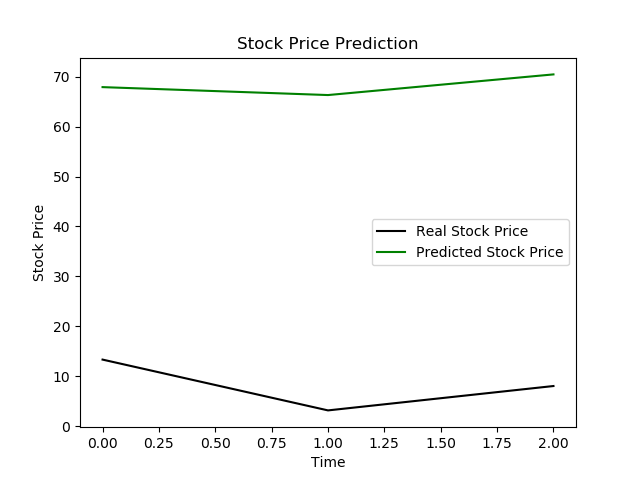 Stock Price Prediction
70
60
50
40
30
20
10
0
Stock Price
Real Stock Price
Predicted Stock Price
0.00 0.25 0.50 0.75 1.00 1.25 1.50 1.75 2.00
Time